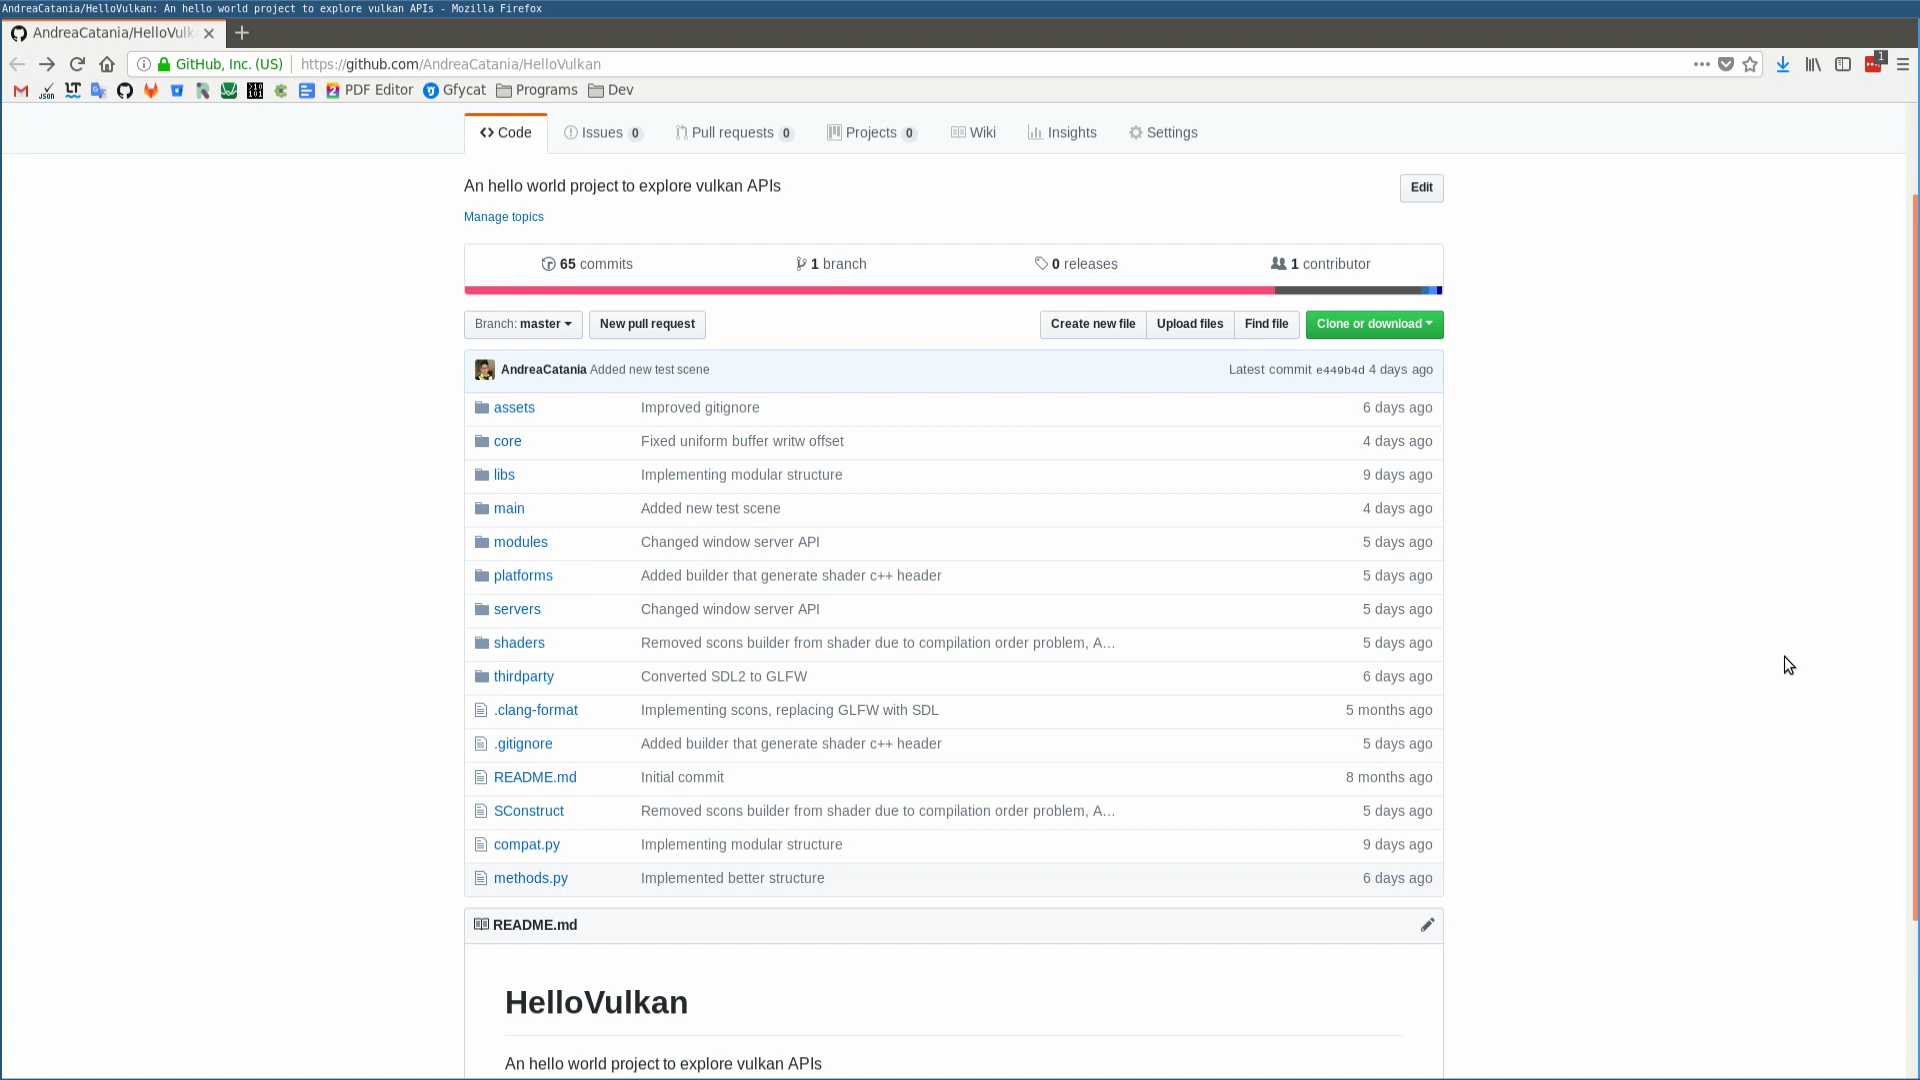 AndreaCatania/HelloVulkan: An hello world project to explore vulkan APIs - Mozilla Firefox
AndreaCatania/HelloVulk
GitHub, Inc. (US) https://github.com/AndreaCatania/HelloVulkan
1
JSON LT PDF Editor Gfycat Programs Dev
Code Issues 0 Pull requests 0 Projects 0 Wiki Insights Settings
An hello world project to explore vulkan APIs Edit
Manage topics
65 commits 1 branch 0 releases 1 contributor
Branch: master New pull request Create new file Upload files Find file Clone or download
AndreaCatania Added new test scene Latest commit e449b4d 4 days ago
assets Improved gitignore 6 days ago
core Fixed uniform buffer writw offset 4 days ago
libs Implementing modular structure 9 days ago
main Added new test scene 4 days ago
modules Changed window server API 5 days ago
platforms Added builder that generate shader c++ header 5 days ago
servers Changed window server API 5 days ago
shaders Removed scons builder from shader due to compilation order problem, A... 5 days ago
thirdparty Converted SDL2 to GLFW 6 days ago
.clang-format Implementing scons, replacing GLFW with SDL 5 months ago
.gitignore Added builder that generate shader c++ header 5 days ago
README.md Initial commit 8 months ago
SConstruct Removed scons builder from shader due to compilation order problem, A... 5 days ago
compat.py Implementing modular structure 9 days ago
methods.py Implemented better structure 6 days ago
README.md
HelloVulkan
An hello world project to explore vulkan APIs